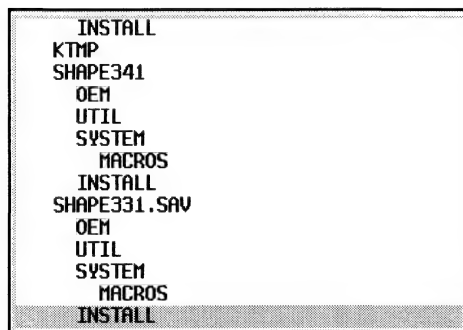 INSTALL
KTMP
SHAPE341
OEM
UTIL
SYSTEM
MACROS
INSTALL
SHAPE331.SAV
OEM
UTIL
SYSTEM
MACROS
INSTALL